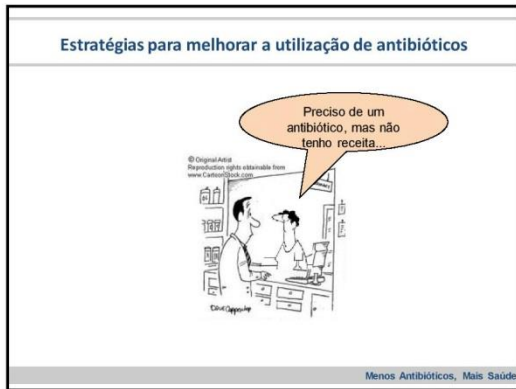 Estratégias para melhorar a utilização de antibióticos
Preciso de um
antibiótico, mas não
tenho receita...
© Original Artist
Reproduction rights obtainable from
www.CartoonStock.com
Menos Antibióticos, Mais Saúde